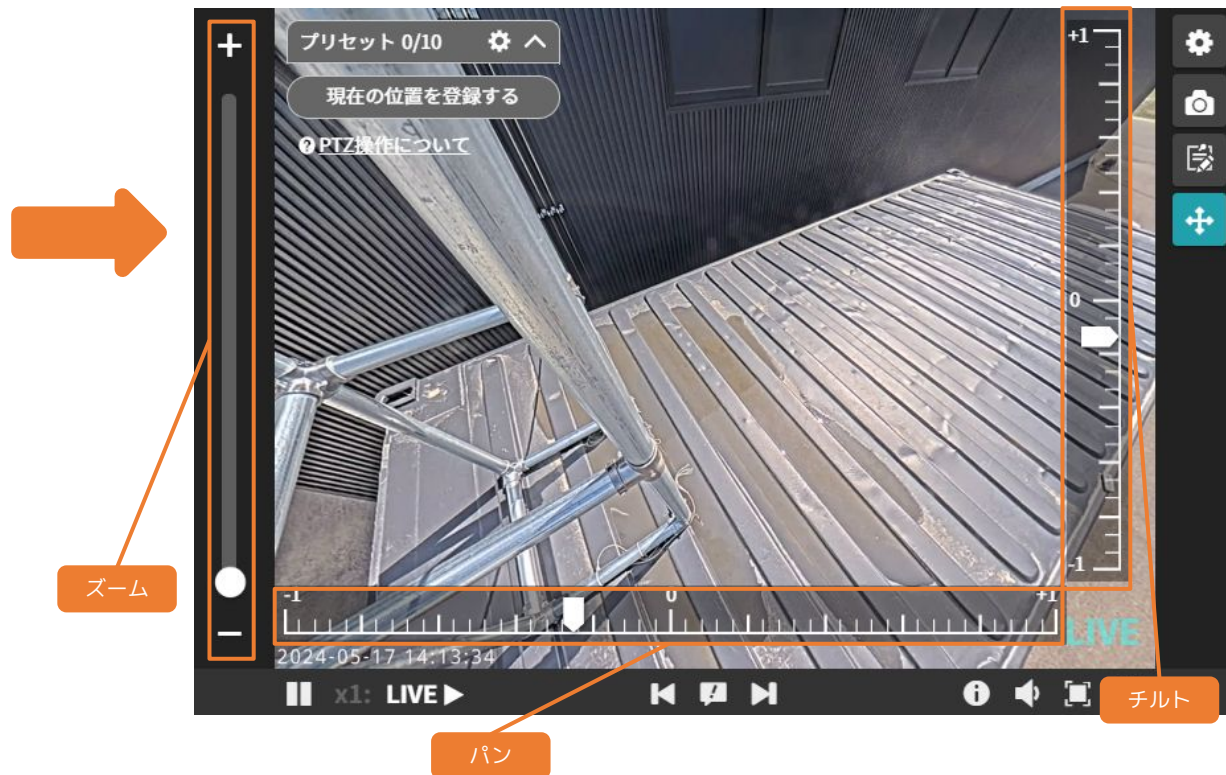 プリセット 0/10
現在の位置を登録する
PTZ操作について
+1
0
-1
ズーム
-1 0 +1
LIVE
2024-05-17 14:13:34
x1: LIVE
チルト
パン